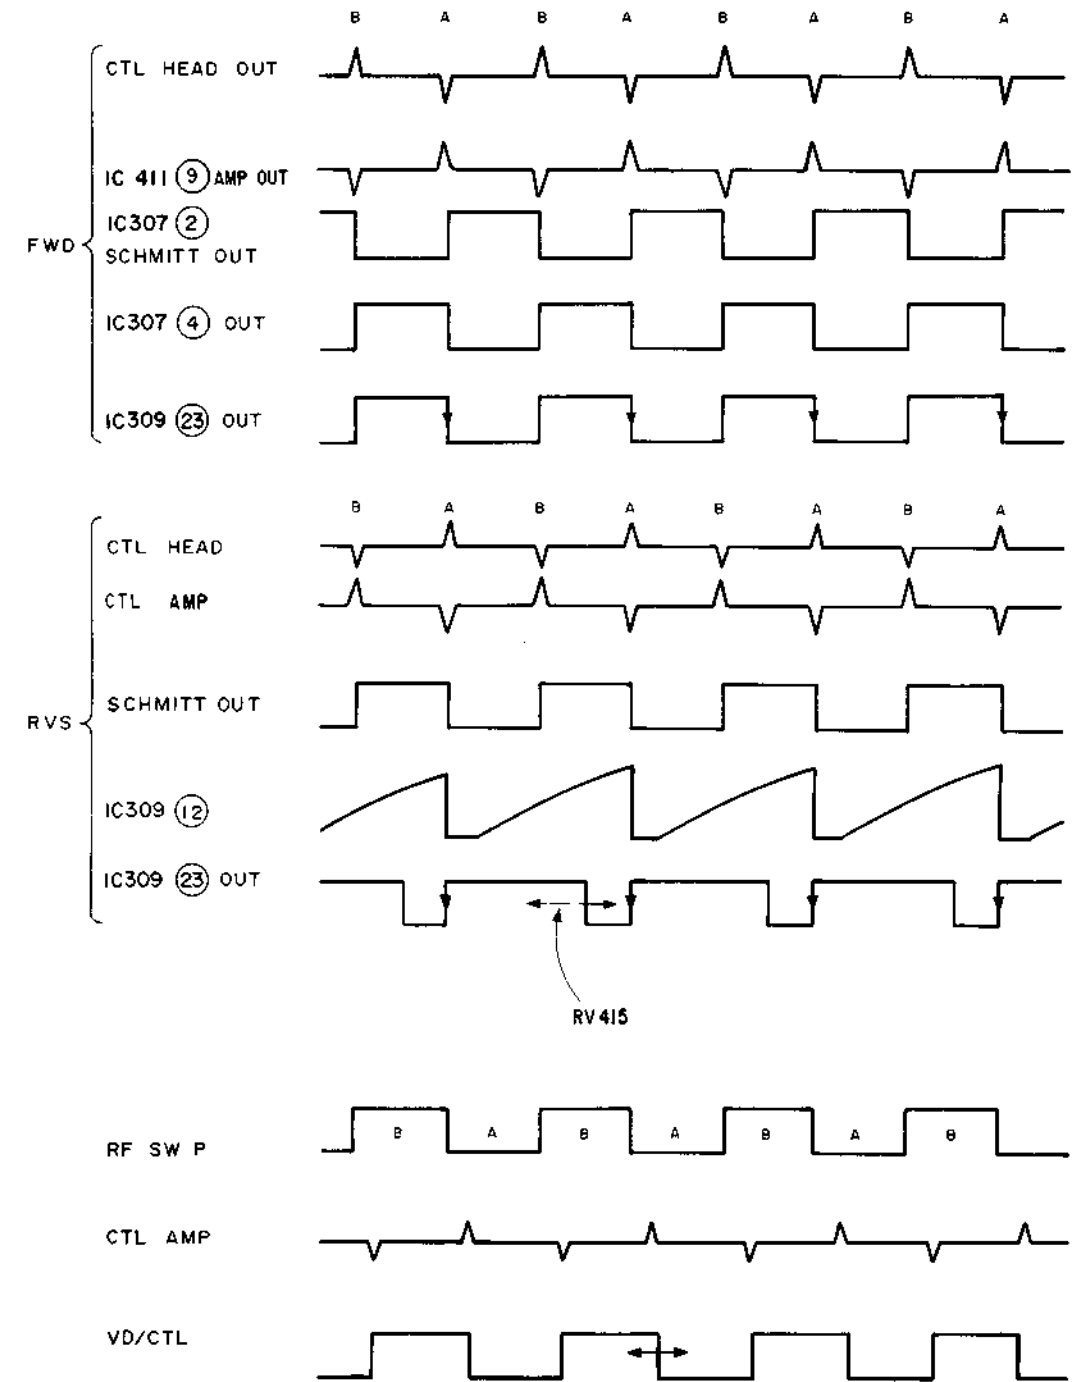 B A B A B A B A
CTL HEAD OUT
IC 411 9 AMP OUT
IC307 2
SCHMITT OUT
FWD
IC307 4 OUT
IC309 23 OUT
B A B A B A B A
CTL HEAD
CTL AMP
SCHMITT OUT
RVS
IC309 12
IC309 23 OUT
RV415
RF SW P
B A B A B A B
CTL AMP
VD/CTL